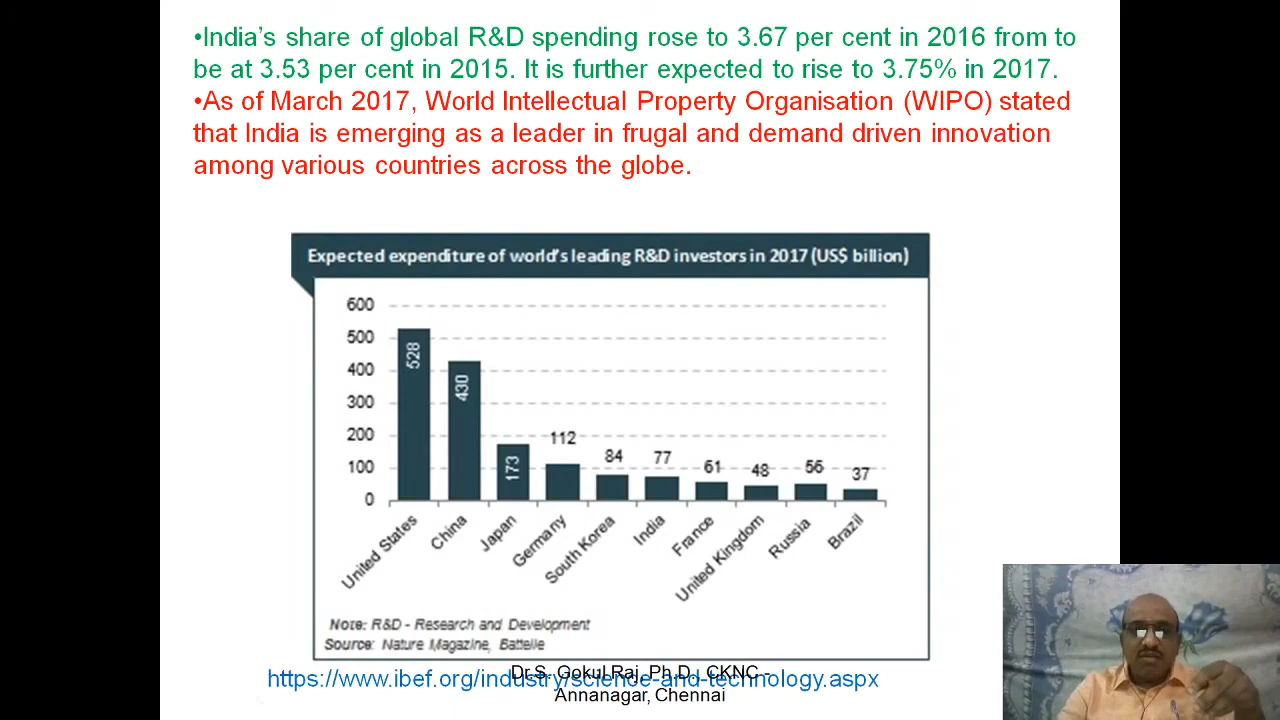 •India's share of global R&D spending rose to 3.67 per cent in 2016 from to
be at 3.53 per cent in 2015. It is further expected to rise to 3.75% in 2017.
•As of March 2017, World Intellectual Property Organisation (WIPO) stated
that India is emerging as a leader in frugal and demand driven innovation
among various countries across the globe.
Expected expenditure of world's leading R&D investors in 2017 (US$ billion)
600
500
400
300
200
100
0
528
430
173
112
84
77
61
48
56
37
United States
China
Japan
Germany
South Korea
India
France
United Kingdom
Russia
Brazil
Note: R&D - Research and Development
Source: Nature Magazine, Battelle
https://www.ibef.org/industry/science-and-technology.aspx
Dr.S. Gokul Raj, Ph.D., CKNC -
Annanagar, Chennai